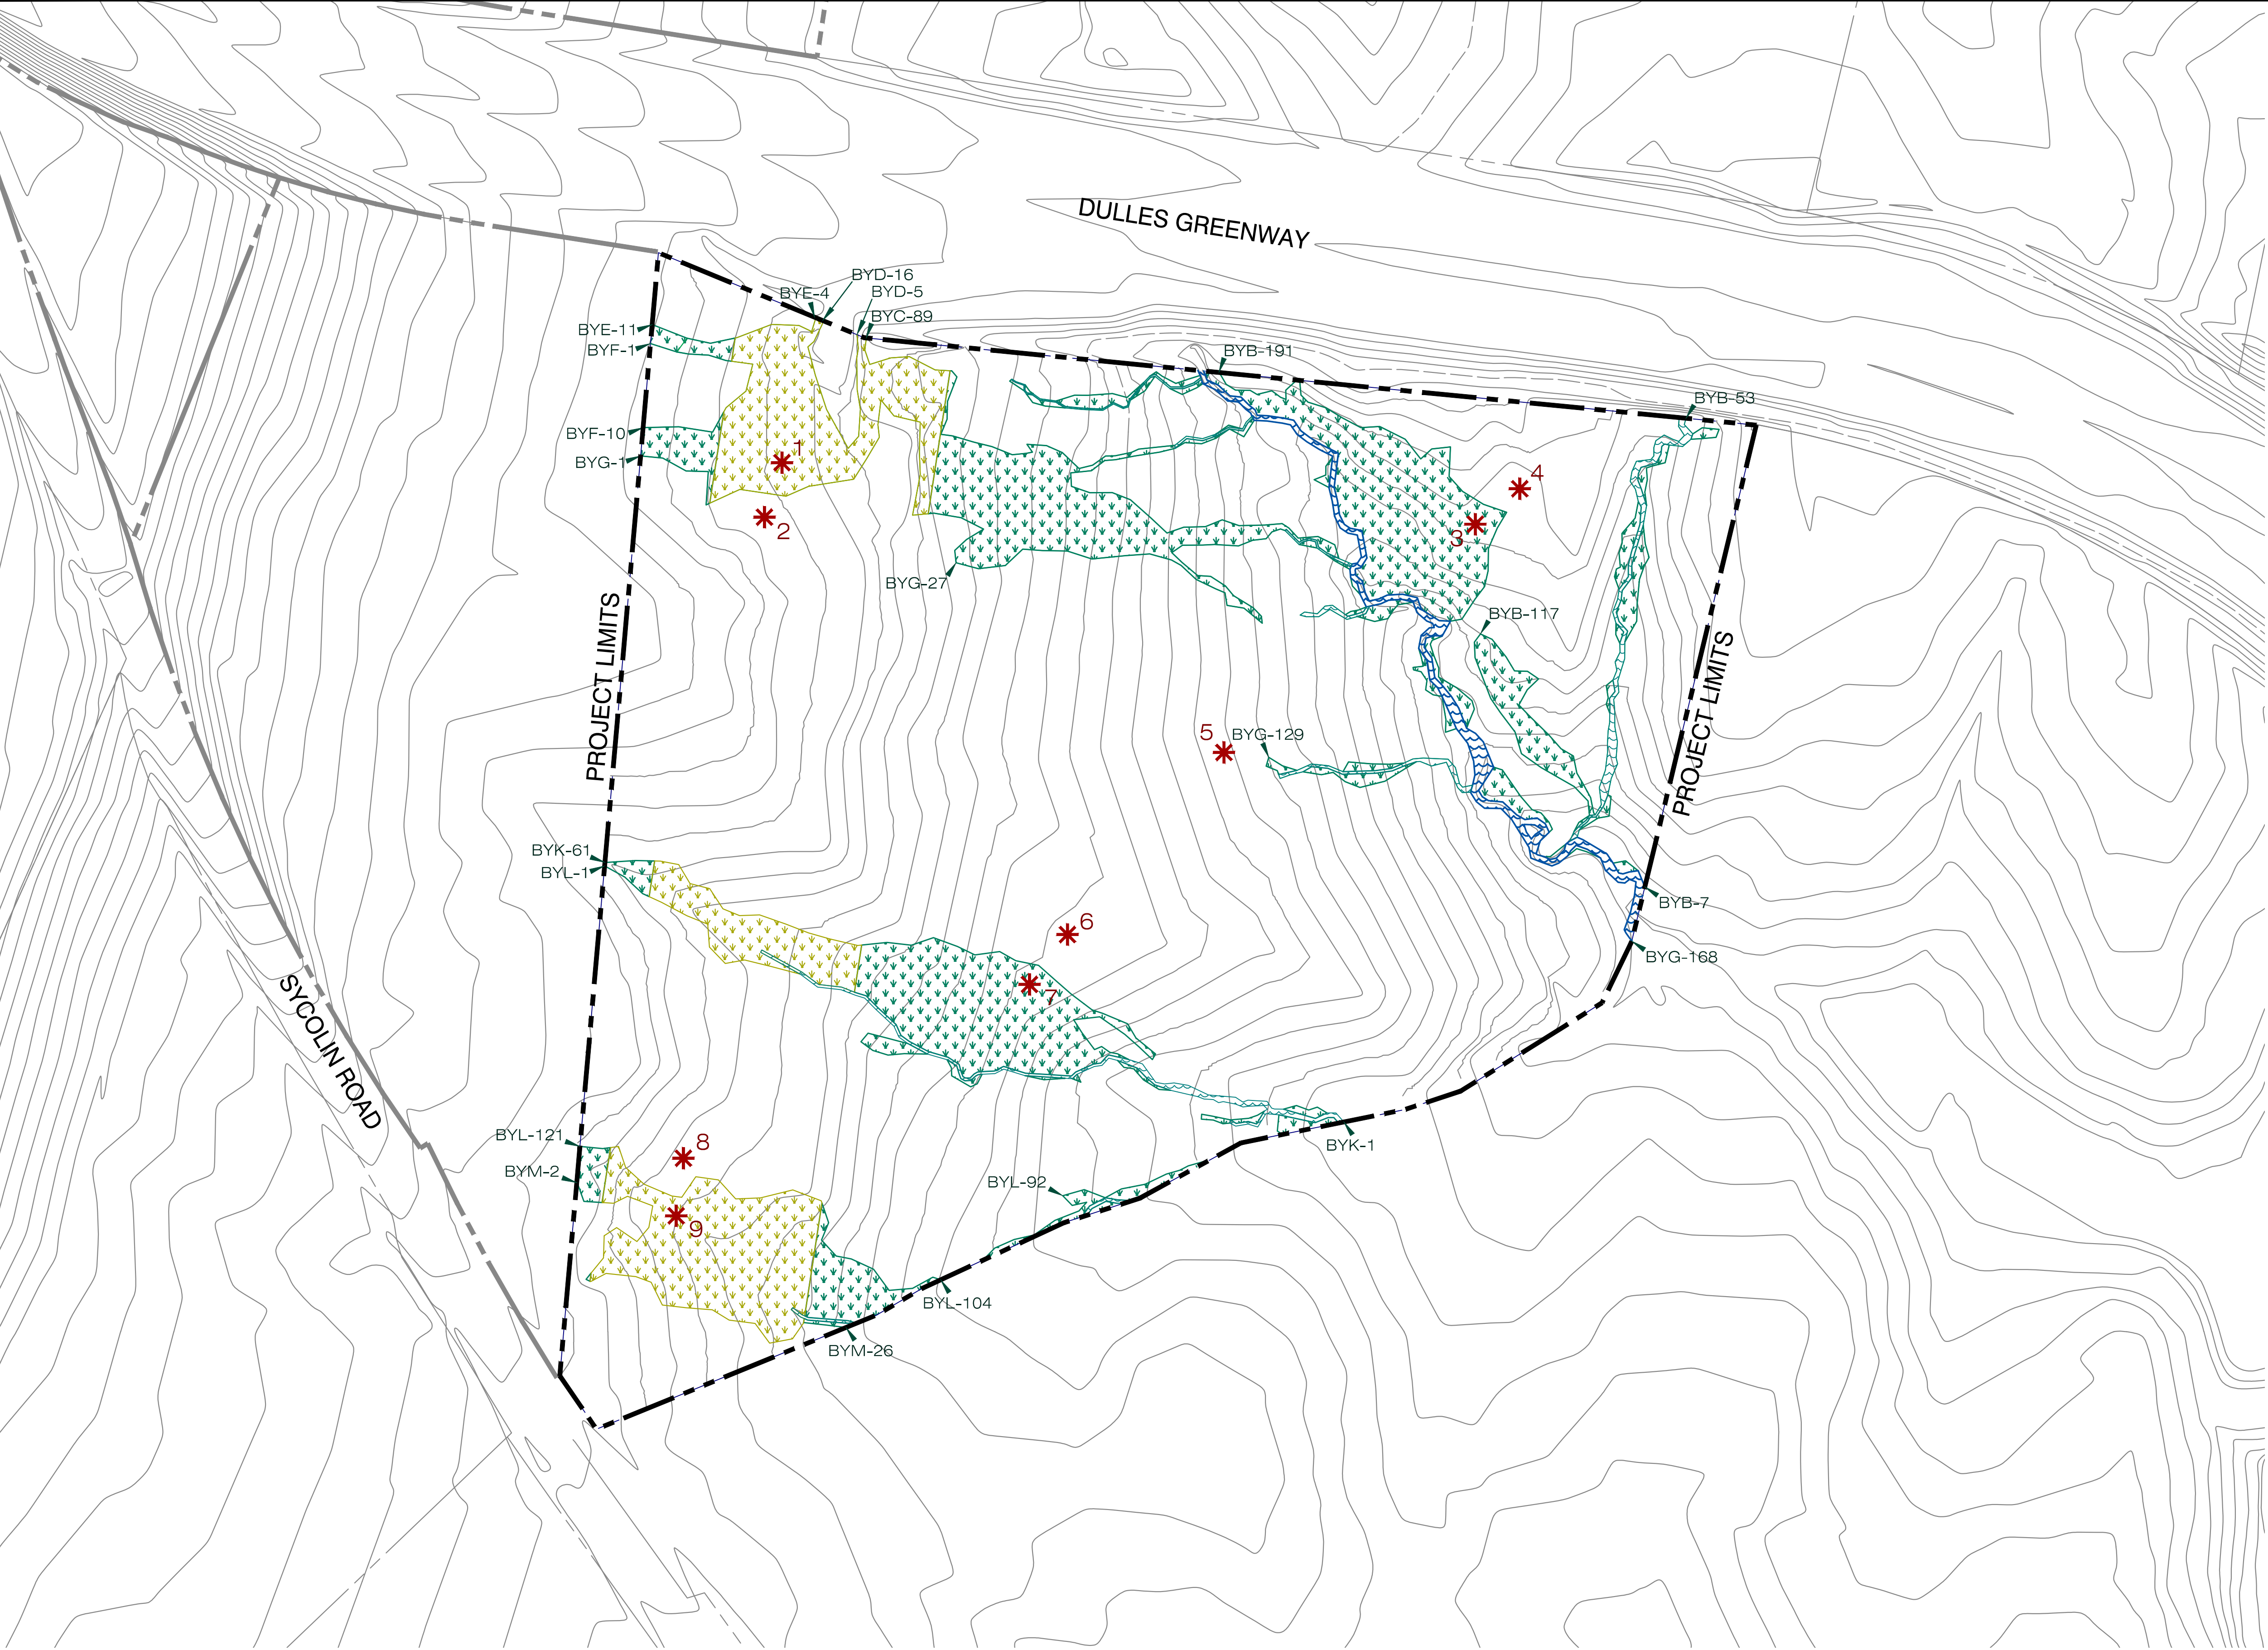 DULLES GREENWAY
BYD-16
BYE-4
BYD-5
BYC-89
BYE-11
BYF-1
BYB-191
BYB-53
BYF-10
BYG-1
1
2
3
4
BYG-27
BYB-117
PROJECT LIMITS
PROJECT LIMITS
5
BYG-129
BYK-61
BYL-1
BYB-7
6
BYG-168
7
SYCOLIN ROAD
BYL-121
8
BYK-1
BYM-2
BYL-92
9
BYL-104
BYM-26